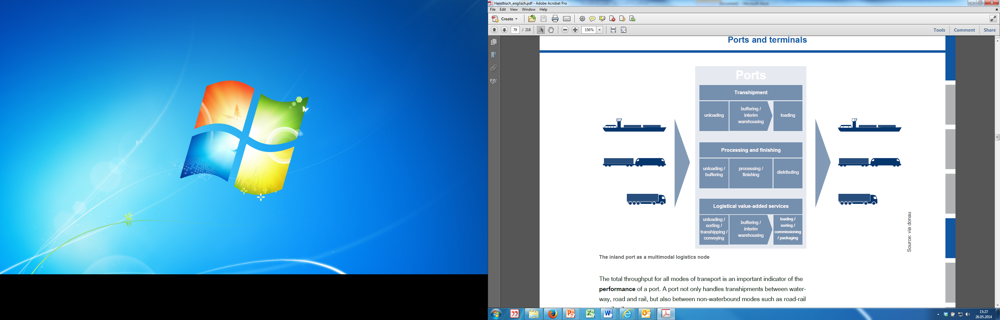 Handbuch_englisch.pdf - Adobe Acrobat Pro
File Edit View Window Help
Create
79 / 218
150%
Tools Comment Share
Ports and terminals
Ports
Transhipment
unloading
buffering /
interim
warehousing
loading
Processing and finishing
unloading /
buffering
processing /
finishing
distributing
Logistical value-added services
unloading /
sorting /
transhipping /
conveying
buffering /
interim
warehousing
loading /
sorting /
commissioning
/ packaging
Source: via donau
The inland port as a multimodal logistics node
The total throughput for all modes of transport is an important indicator of the
performance of a port. A port not only handles transhipments between water-
way, road and rail, but also between non-waterbound modes such as road-rail
15:27
26.05.2014